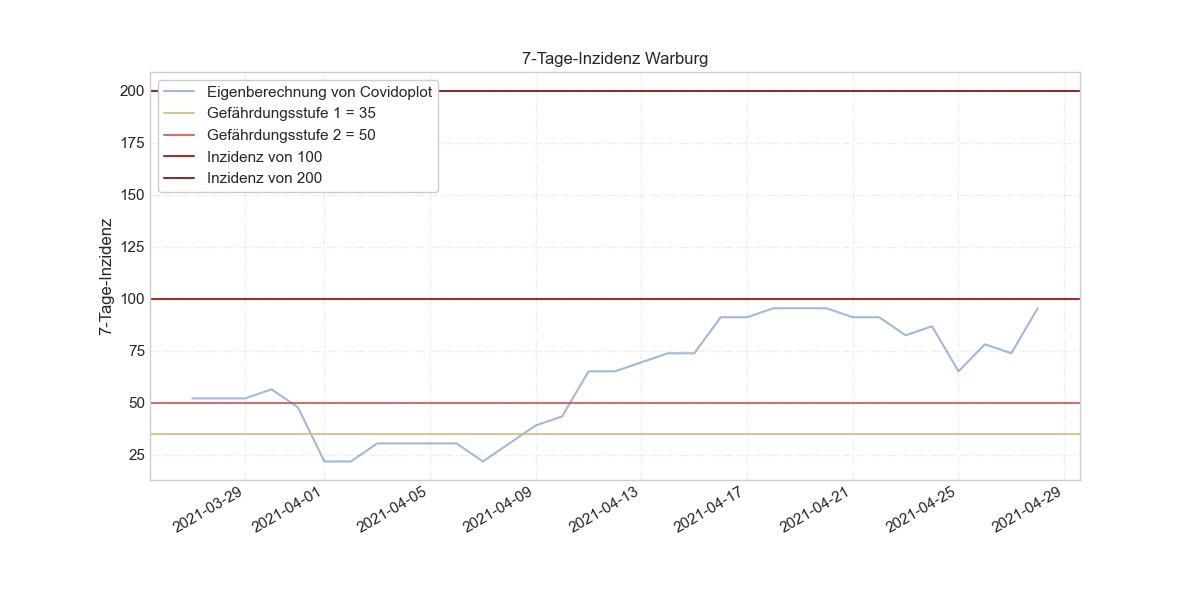 7-Tage-Inzidenz Warburg
7-Tage-Inzidenz
200
175
150
125
100
75
50
25
Eigenberechnung von Covidoplot
Gefährdungsstufe 1 = 35
Gefährdungsstufe 2 = 50
Inzidenz von 100
Inzidenz von 200
2021-03-29
2021-04-01
2021-04-05
2021-04-09
2021-04-13
2021-04-17
2021-04-21
2021-04-25
2021-04-29